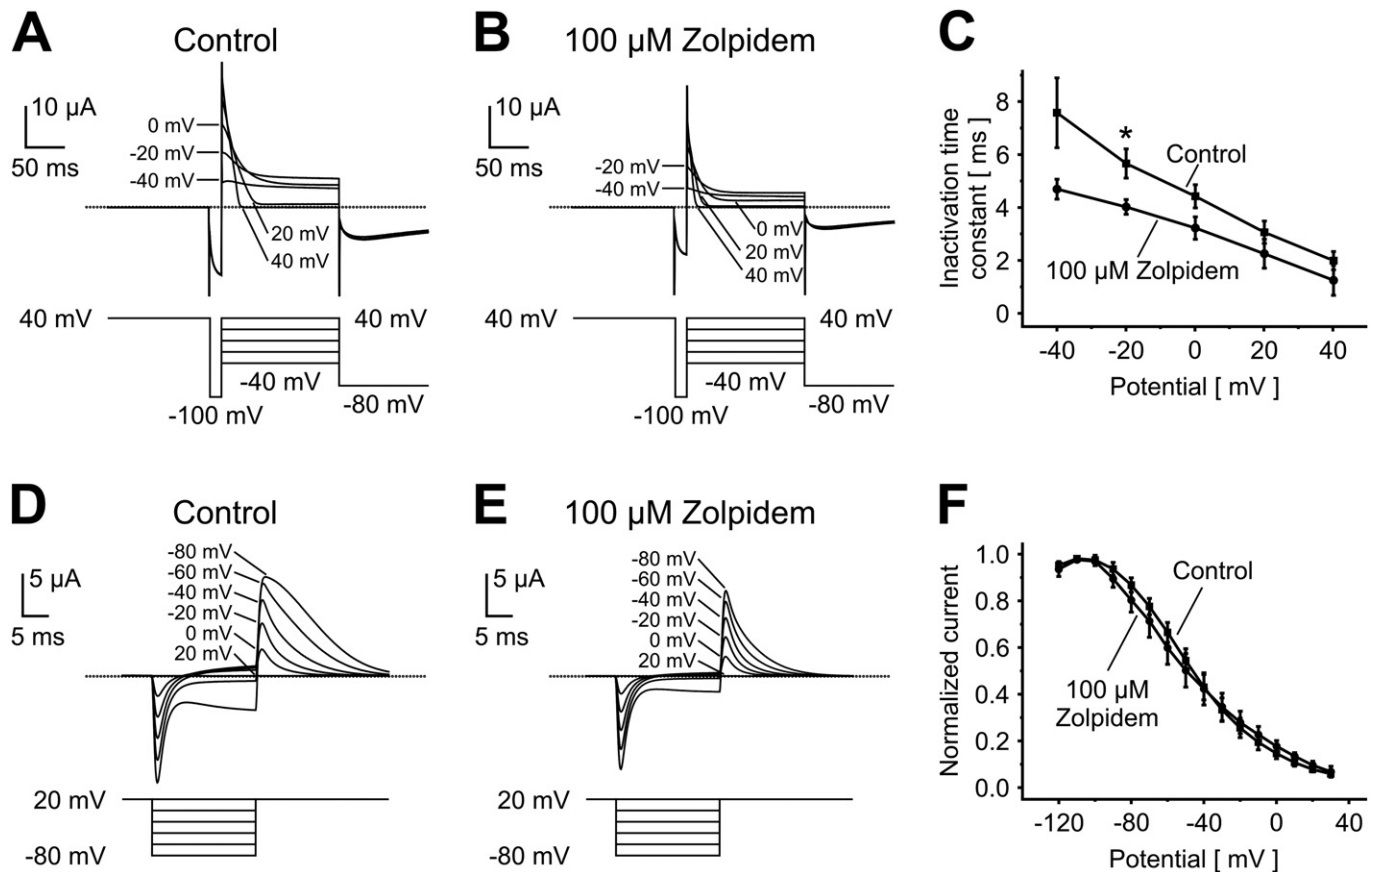 A
Control
10 µA
50 ms
0 mV
-20 mV
-40 mV
20 mV
40 mV
40 mV
40 mV
-40 mV
-100 mV
-80 mV
B
100 µM Zolpidem
10 µA
50 ms
-20 mV
-40 mV
0 mV
20 mV
40 mV
40 mV
40 mV
-40 mV
-100 mV
-80 mV
C
Inactivation time
constant [ ms ]
8
6
4
2
0
*
Control
100 µM Zolpidem
-40 -20 0 20 40
Potential [ mV ]
D
Control
5 µA
5 ms
-80 mV
-60 mV
-40 mV
-20 mV
0 mV
20 mV
20 mV
-80 mV
E
100 µM Zolpidem
5 µA
5 ms
-80 mV
-60 mV
-40 mV
-20 mV
0 mV
20 mV
20 mV
-80 mV
F
Normalized current
1.0
0.8
0.6
0.4
0.2
0.0
Control
100 µM
Zolpidem
-120 -80 -40 0 40
Potential [ mV ]